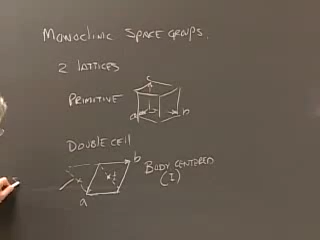 Monoclinic Space Groups.
2 Lattices
Primitive
c
a
b
Double Cell
b
Body Centered
(I)
a